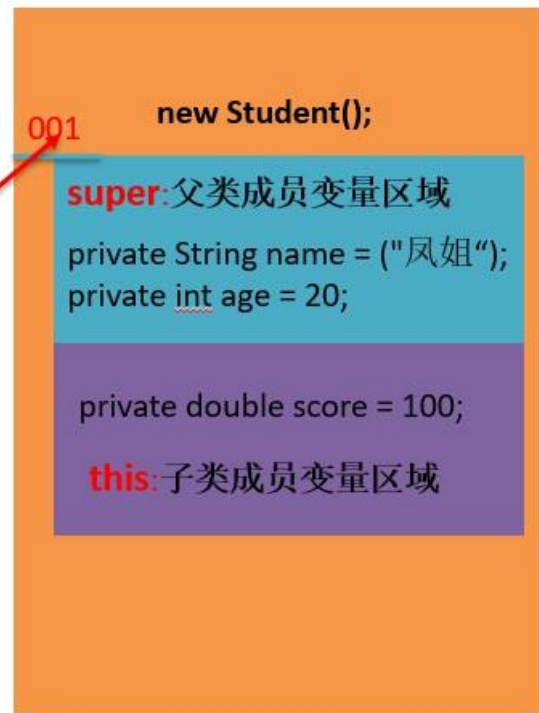 new Student();
001
super:父类成员变量区域
private String name = ("凤姐“);
private int age = 20;
private double score = 100;
this:子类成员变量区域